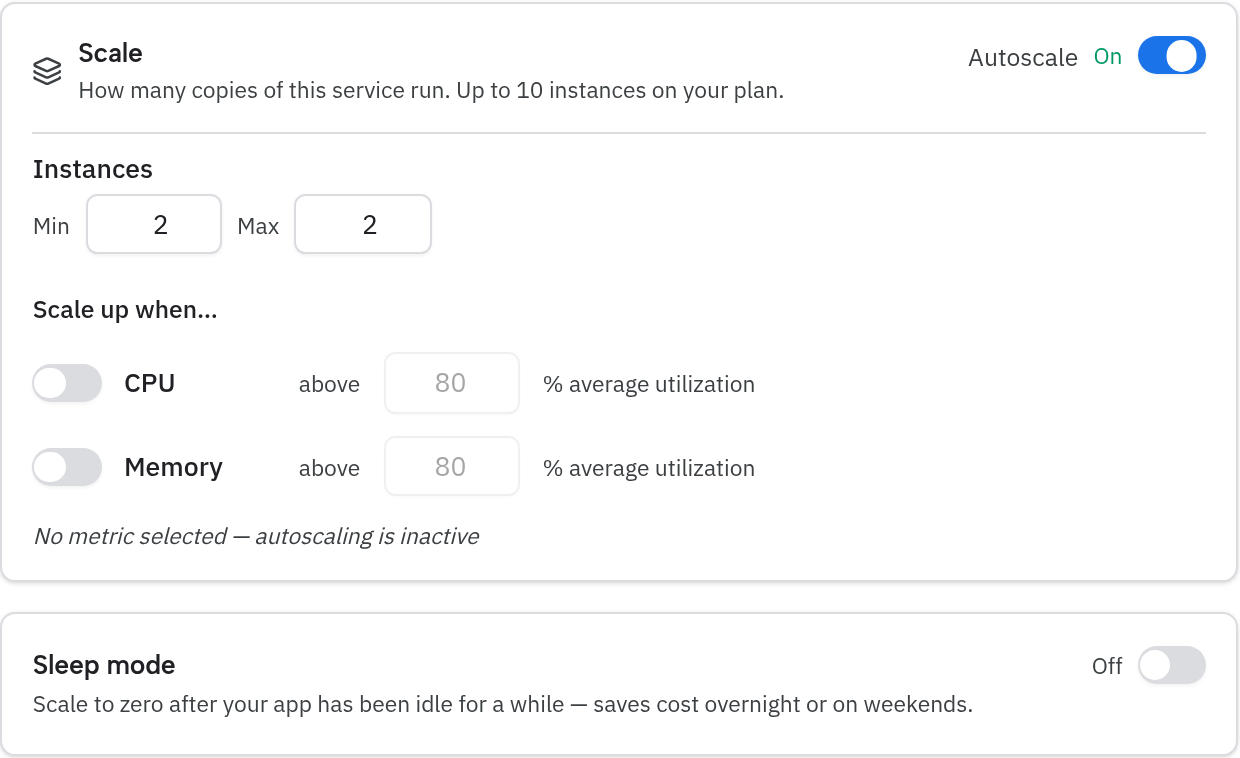 Scale
Autoscale On
How many copies of this service run. Up to 10 instances on your plan.
Instances
Min 2 Max 2
Scale up when...
CPU above 80 % average utilization
Memory above 80 % average utilization
No metric selected — autoscaling is inactive
Sleep mode
Off
Scale to zero after your app has been idle for a while — saves cost overnight or on weekends.